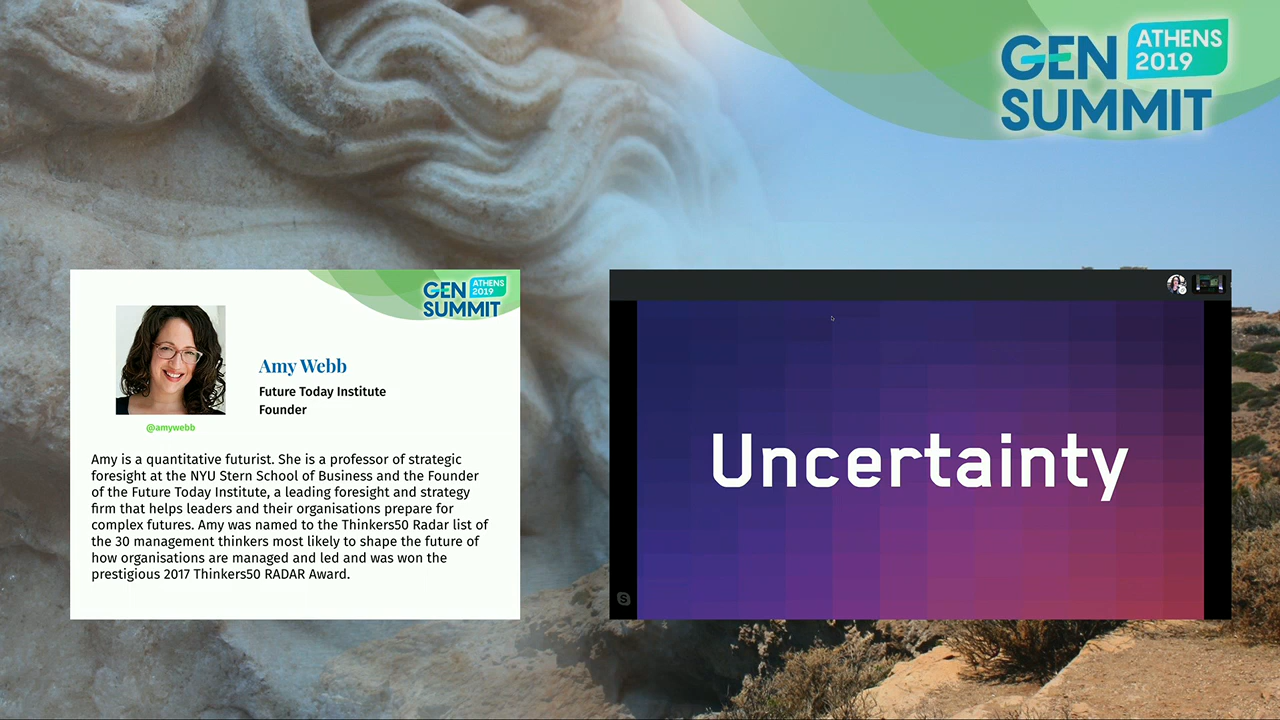 GEN ATHENS
2019
SUMMIT
GEN ATHENS
2019
SUMMIT
Amy Webb
Future Today Institute
Founder
@amywebb
Amy is a quantitative futurist. She is a professor of strategic
foresight at the NYU Stern School of Business and the Founder
of the Future Today Institute, a leading foresight and strategy
firm that helps leaders and their organisations prepare for
complex futures. Amy was named to the Thinkers50 Radar list of
the 30 management thinkers most likely to shape the future of
how organisations are managed and led and was won the
prestigious 2017 Thinkers50 RADAR Award.
Uncertainty